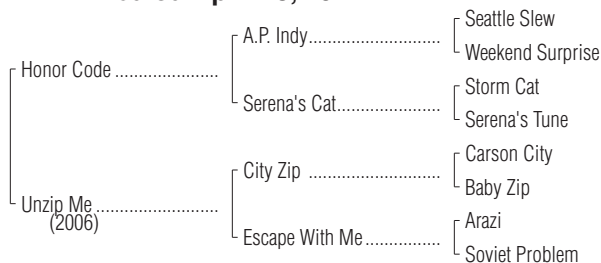 Seattle Slew
A.P. Indy
Weekend Surprise
Honor Code
Storm Cat
Serena's Cat
Serena's Tune
Carson City
City Zip
Baby Zip
Unzip Me
(2006)
Arazi
Escape With Me
Soviet Problem